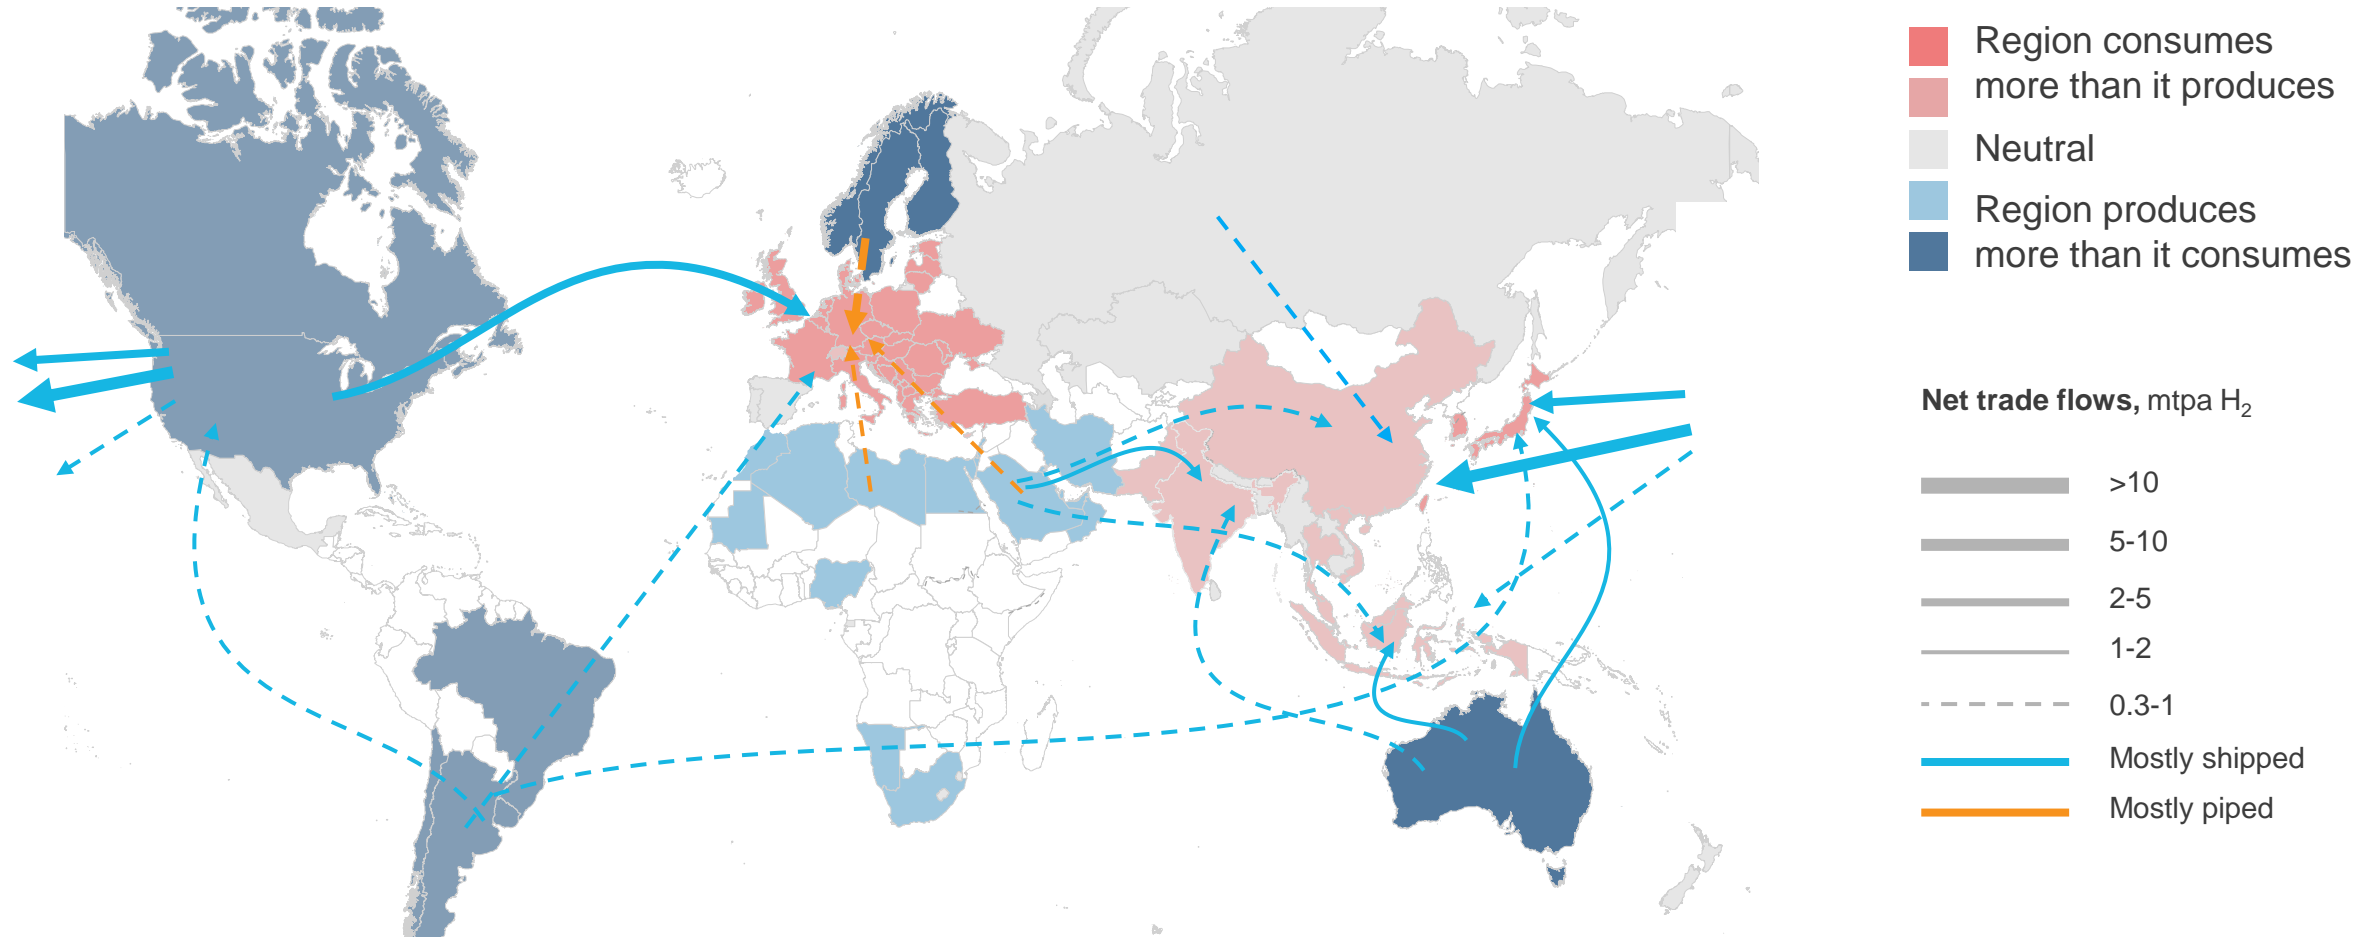 Region consumes
more than it produces
Neutral
Region produces
more than it consumes
Net trade flows, mtpa H₂
>10
5-10
2-5
1-2
0.3-1
Mostly shipped
Mostly piped